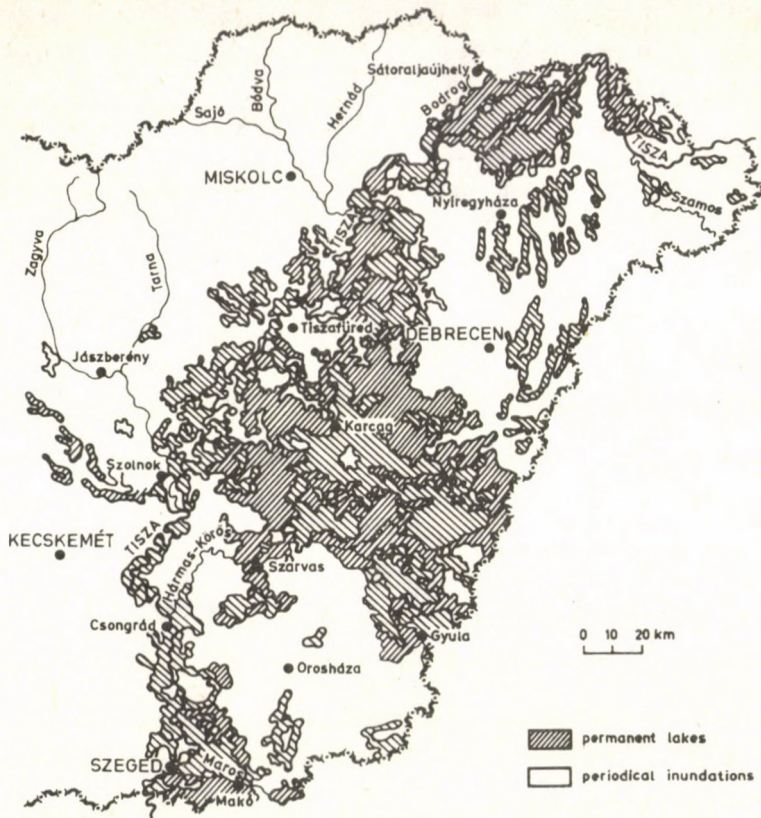 Sátoraljaújhely
Bodrog
Bódva
Hernád
Sajó
TISZA
MISKOLC
Nyíregyháza
Szamos
TISZA
Zagyva
Tarna
Tiszafüred
DEBRECEN
Jászberény
Karcag
Szolnok
KECSKEMÉT
TISZA
Hármas-Körös
Szarvas
Csongrád
Gyula
0 10 20 km
Orosháza
permanent lakes
SZEGED
Maros
periodical inundations
Makó